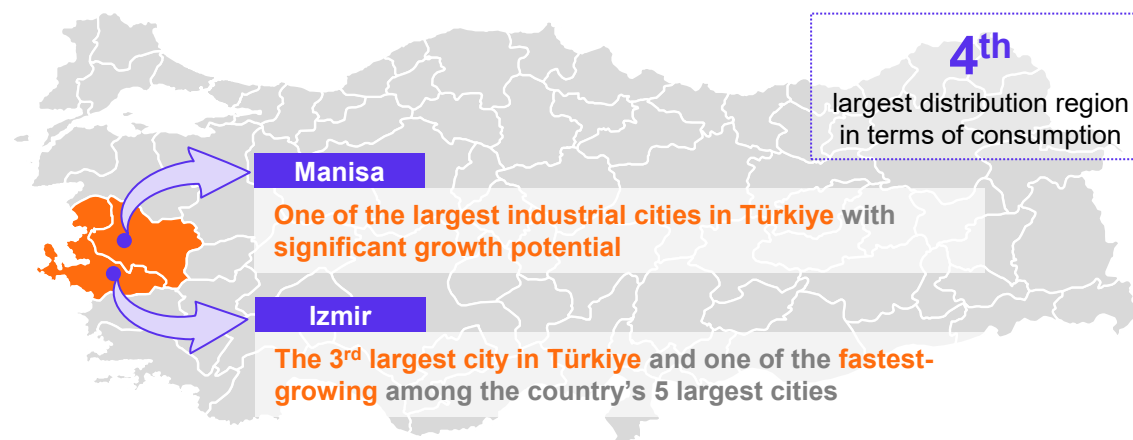 4th
largest distribution region
in terms of consumption
Manisa
One of the largest industrial cities in Türkiye with
significant growth potential
Izmir
The 3rd largest city in Türkiye and one of the fastest-
growing among the country’s 5 largest cities